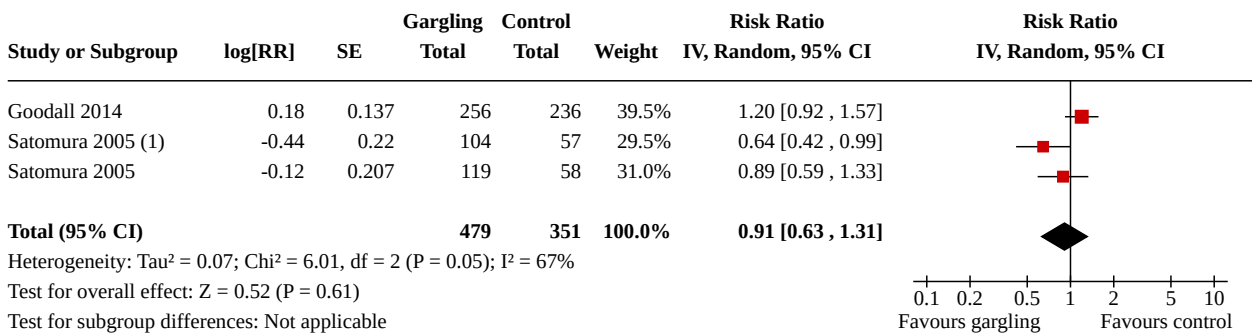 Gargling Control Risk Ratio Risk Ratio
Study or Subgroup log[RR] SE Total Total Weight IV, Random, 95% CI IV, Random, 95% CI
Goodall 2014 0.18 0.137 256 236 39.5% 1.20 [0.92 , 1.57]
Satomura 2005 (1) -0.44 0.22 104 57 29.5% 0.64 [0.42 , 0.99]
Satomura 2005 -0.12 0.207 119 58 31.0% 0.89 [0.59 , 1.33]
Total (95% CI) 479 351 100.0% 0.91 [0.63 , 1.31]
Heterogeneity: Tau² = 0.07; Chi² = 6.01, df = 2 (P = 0.05); I² = 67%
Test for overall effect: Z = 0.52 (P = 0.61)
Test for subgroup differences: Not applicable
0.1 0.2 0.5 1 2 5 10
Favours gargling Favours control